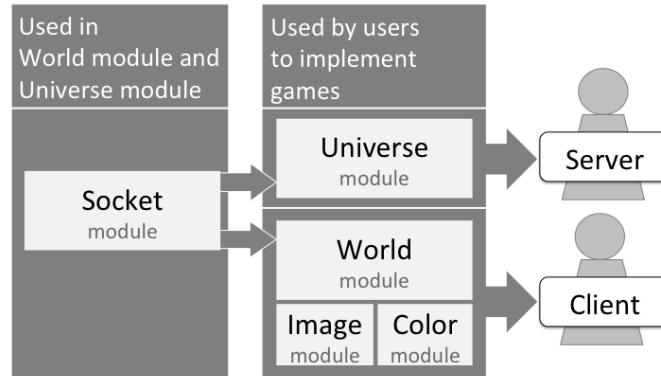 Used in
World module and
Universe module
Used by users
to implement
games
Socket
module
Universe
module
World
module
Image
module
Color
module
Server
Client